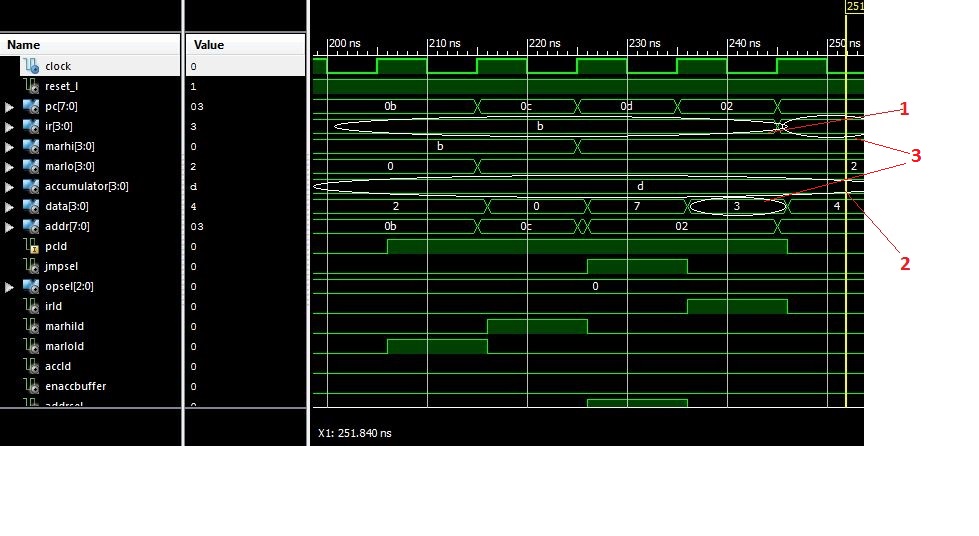 251
Name Value 200 ns 210 ns 220 ns 230 ns 240 ns 250 ns
clock 0
reset_l 1
pc[7:0] 03 0b 0c 0d 02 1
ir[3:0] 3 b
marhi[3:0] 0 b 3
marlo[3:0] 2 0 2
accumulator[3:0] d d
data[3:0] 4 2 0 7 3 4
addr[7:0] 03 0b 0c 02
pcld 0
jmpsel 0 2
opsel[2:0] 0 0
irld 0
marhild 0
marlold 0
accld 0
enaccbuffer 0
addrsel 0
X1: 251.840 ns